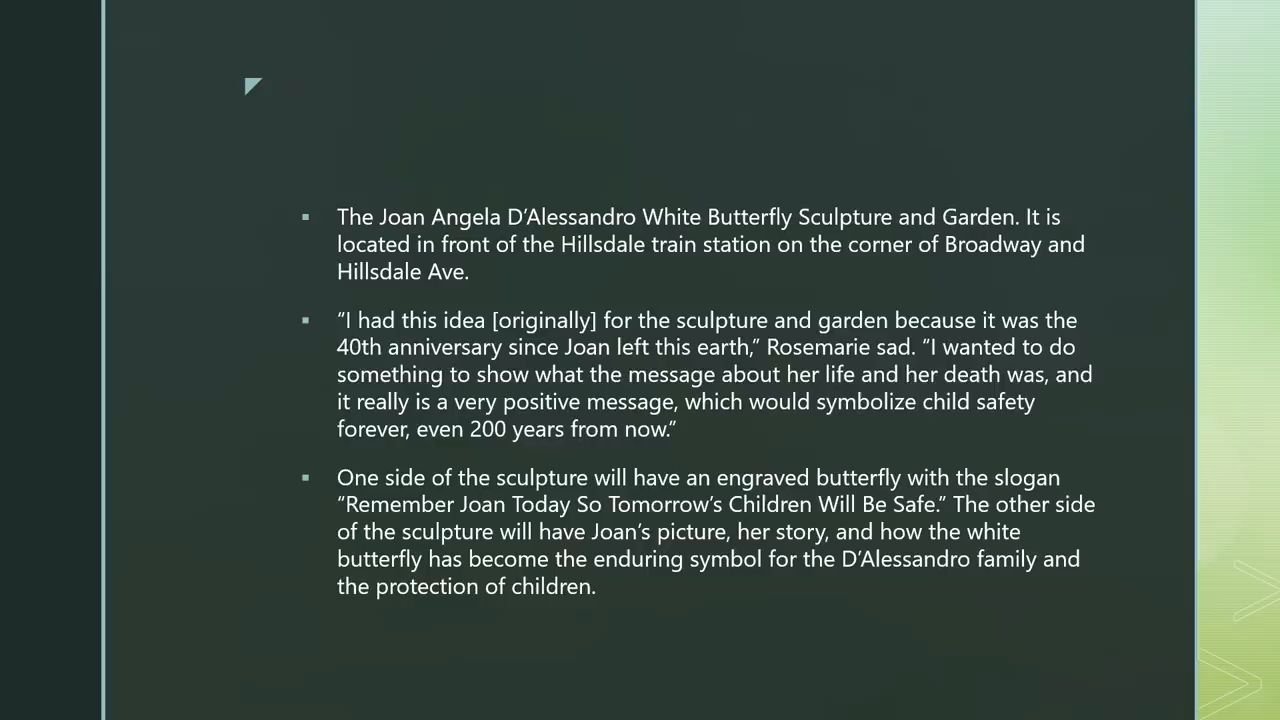 The Joan Angela D’Alessandro White Butterfly Sculpture and Garden. It is
located in front of the Hillsdale train station on the corner of Broadway and
Hillsdale Ave.
“I had this idea [originally] for the sculpture and garden because it was the
40th anniversary since Joan left this earth,” Rosemarie sad. “I wanted to do
something to show what the message about her life and her death was, and
it really is a very positive message, which would symbolize child safety
forever, even 200 years from now.”
One side of the sculpture will have an engraved butterfly with the slogan
“Remember Joan Today So Tomorrow’s Children Will Be Safe.” The other side
of the sculpture will have Joan’s picture, her story, and how the white
butterfly has become the enduring symbol for the D’Alessandro family and
the protection of children.